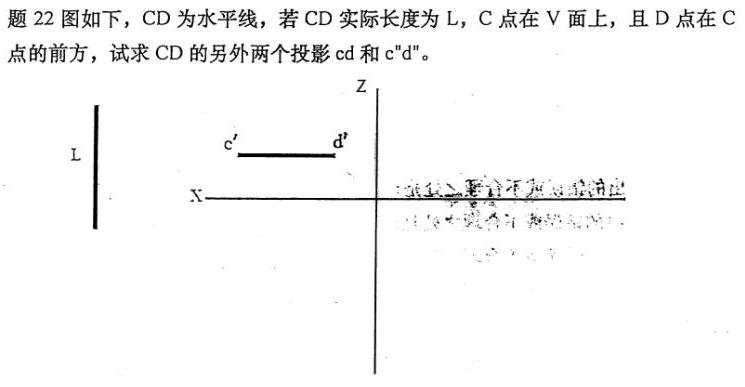 题 22 图如下，CD 为水平线，若 CD 实际长度为 L，C 点在 V 面上，且 D 点在 C
点的前方，试求 CD 的另外两个投影 cd 和 c"d"。
Z
L
c'
d'
X